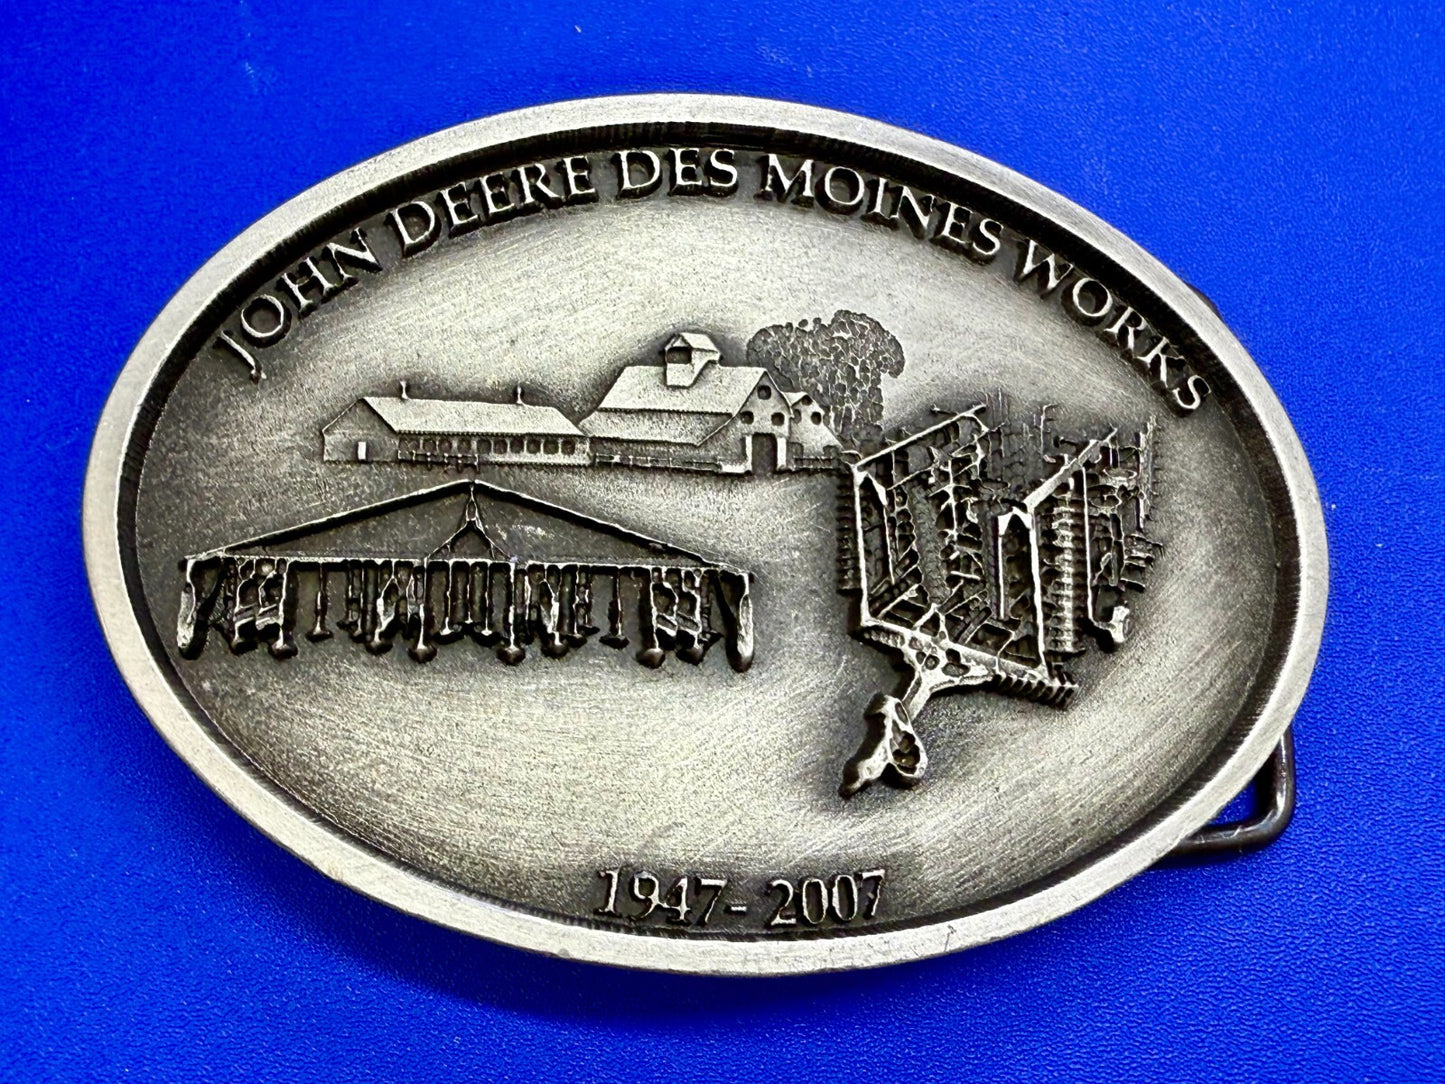 JOHN DEERE DES MOINES WORKS
1947-2007